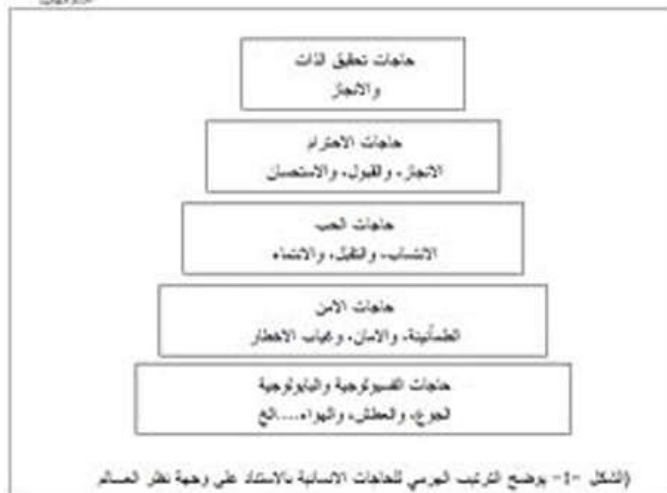 حاجات تحقيق الذات
والانجاز
حاجات الاحترام
الانجاز، والقبول، والاستحسان
حاجات الحب
الانتساب، والتقبل، والانتماء
حاجات الامن
الطمأنينة، والامان، وغياب الاخطار
حاجات الفسيولوجية والبايولوجية
الجوع، والعطش، والهواء....الخ
(الشكل -1- يوضح الترتيب الهرمي للحاجات الانسانية بالاستناد على وجهة نظر